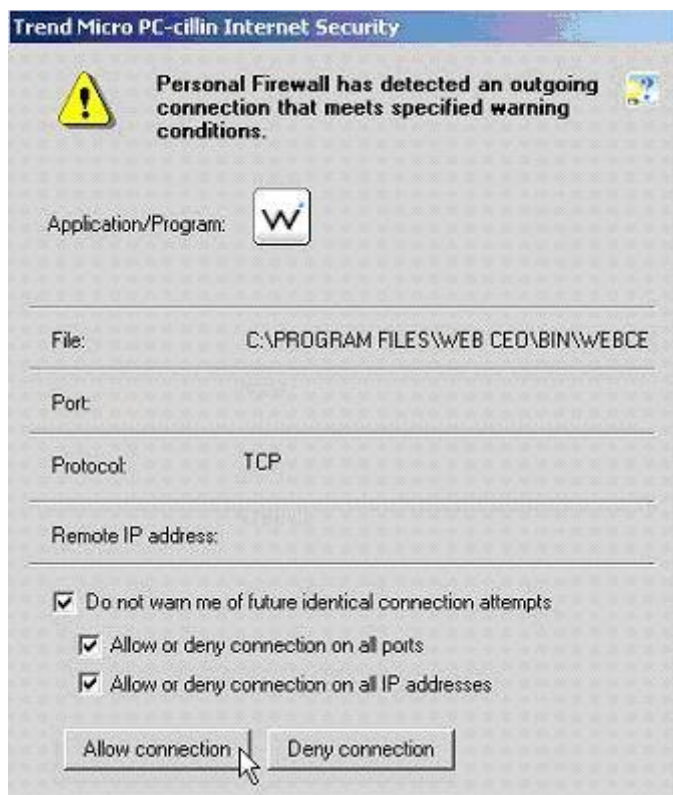 Trend Micro PC-cillin Internet Security
Personal Firewall has detected an outgoing
connection that meets specified warning
conditions.
Application/Program:
W
File: C:\PROGRAM FILES\WEB CEO\BIN\WEBCE
Port:
Protocol: TCP
Remote IP address:
Do not warn me of future identical connection attempts
Allow or deny connection on all ports
Allow or deny connection on all IP addresses
Allow connection Deny connection